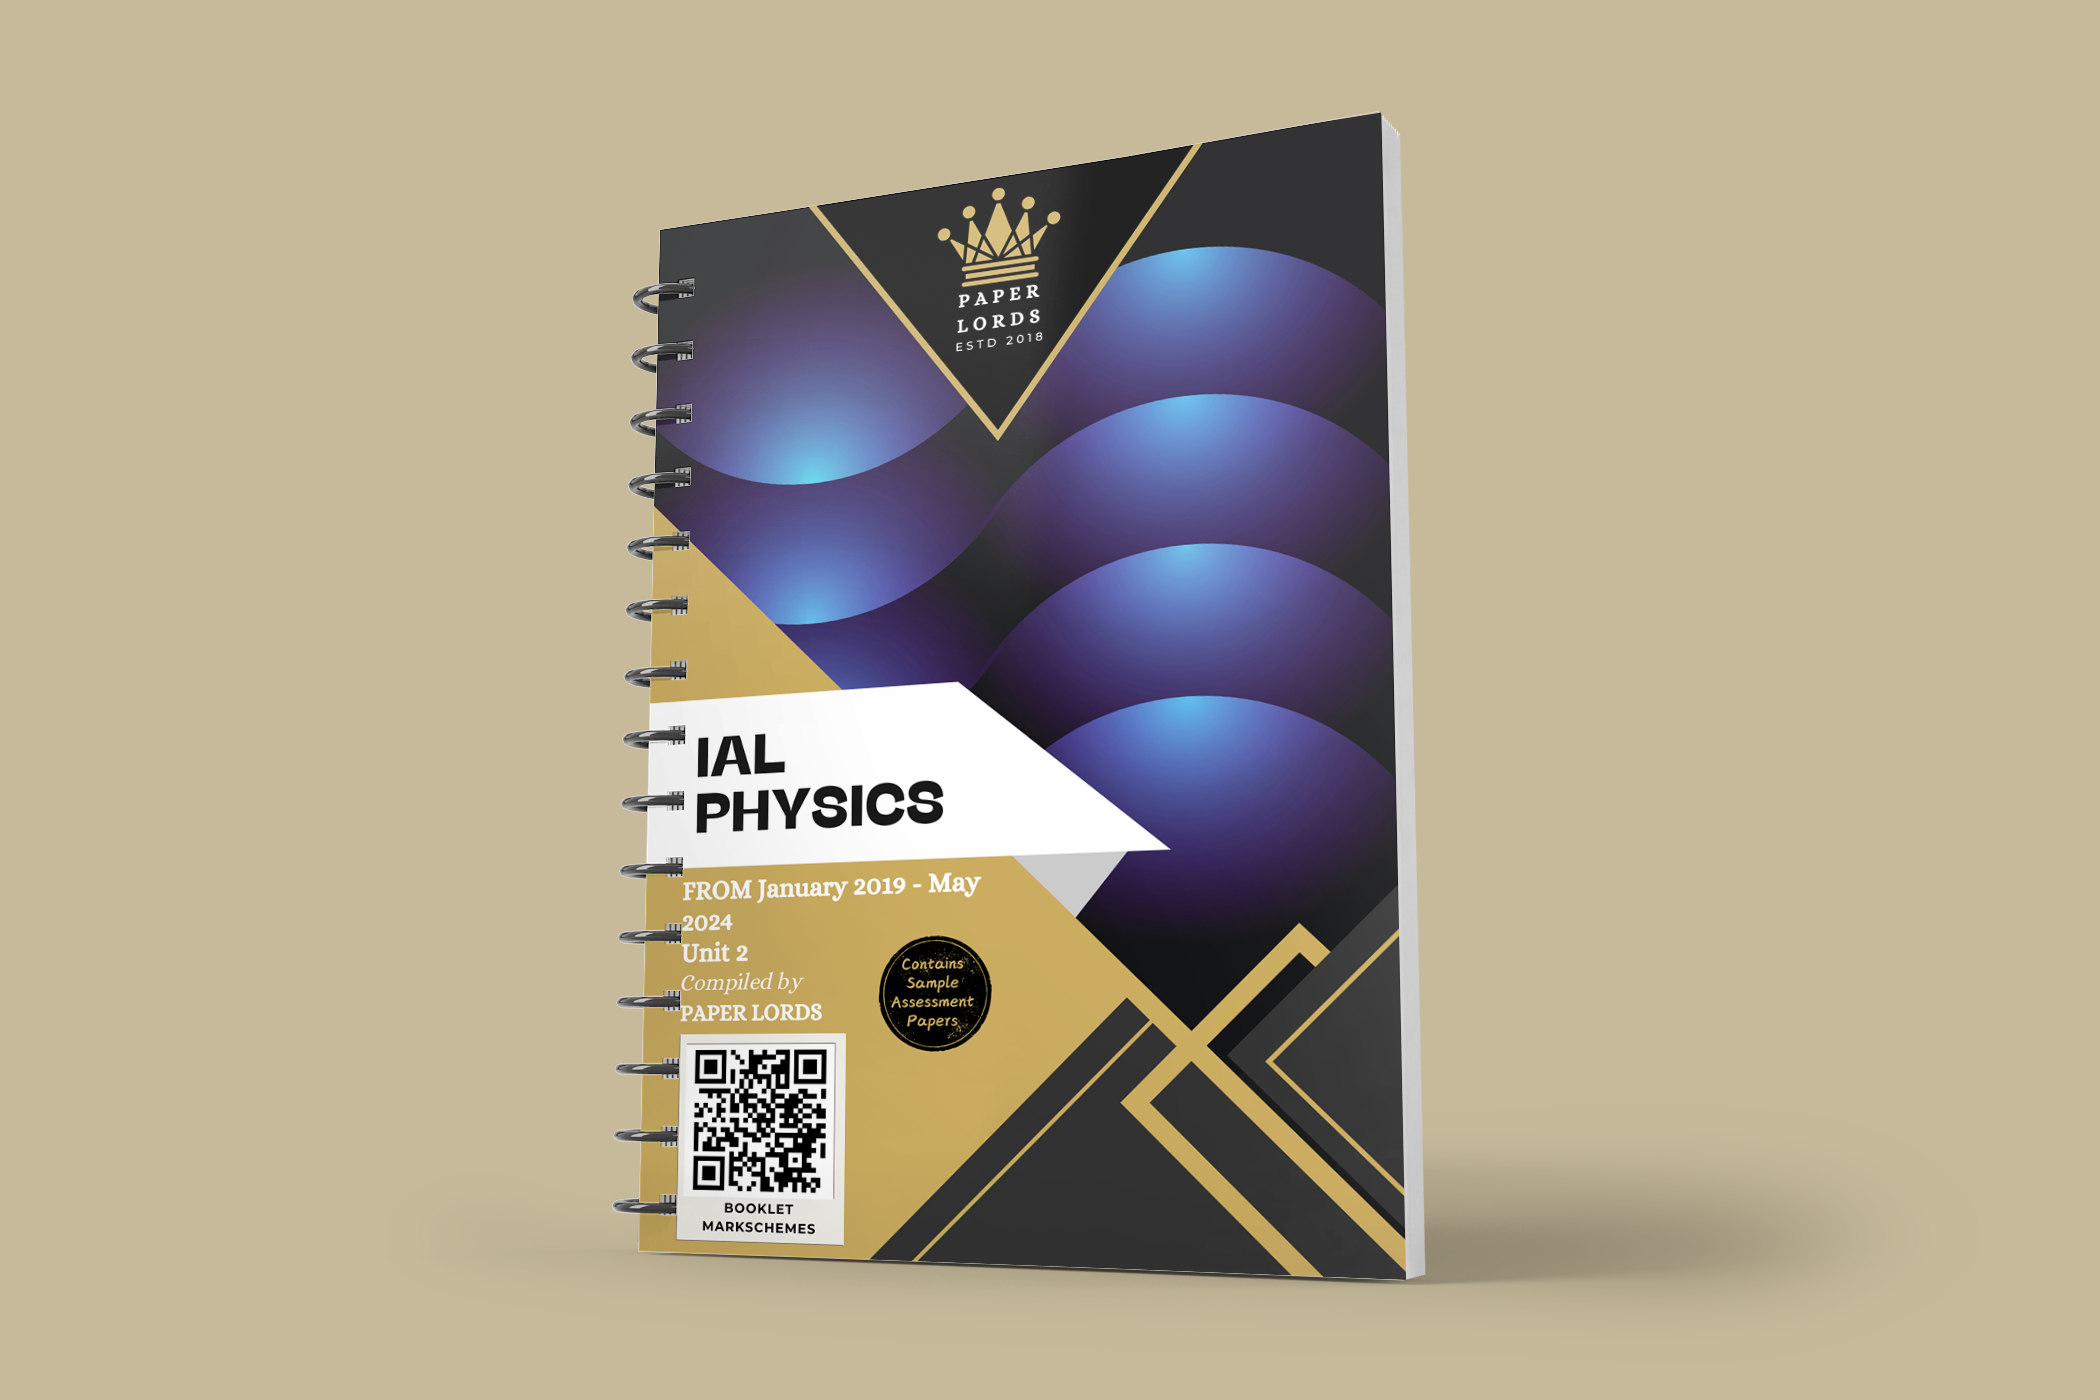 PAPER
LORDS
ESTD 2018
IAL
PHYSICS
FROM January 2019 - May
2024
Unit 2
Compiled by
PAPER LORDS
Contains
Sample
Assessment
Papers
BOOKLET
MARKSCHEMES